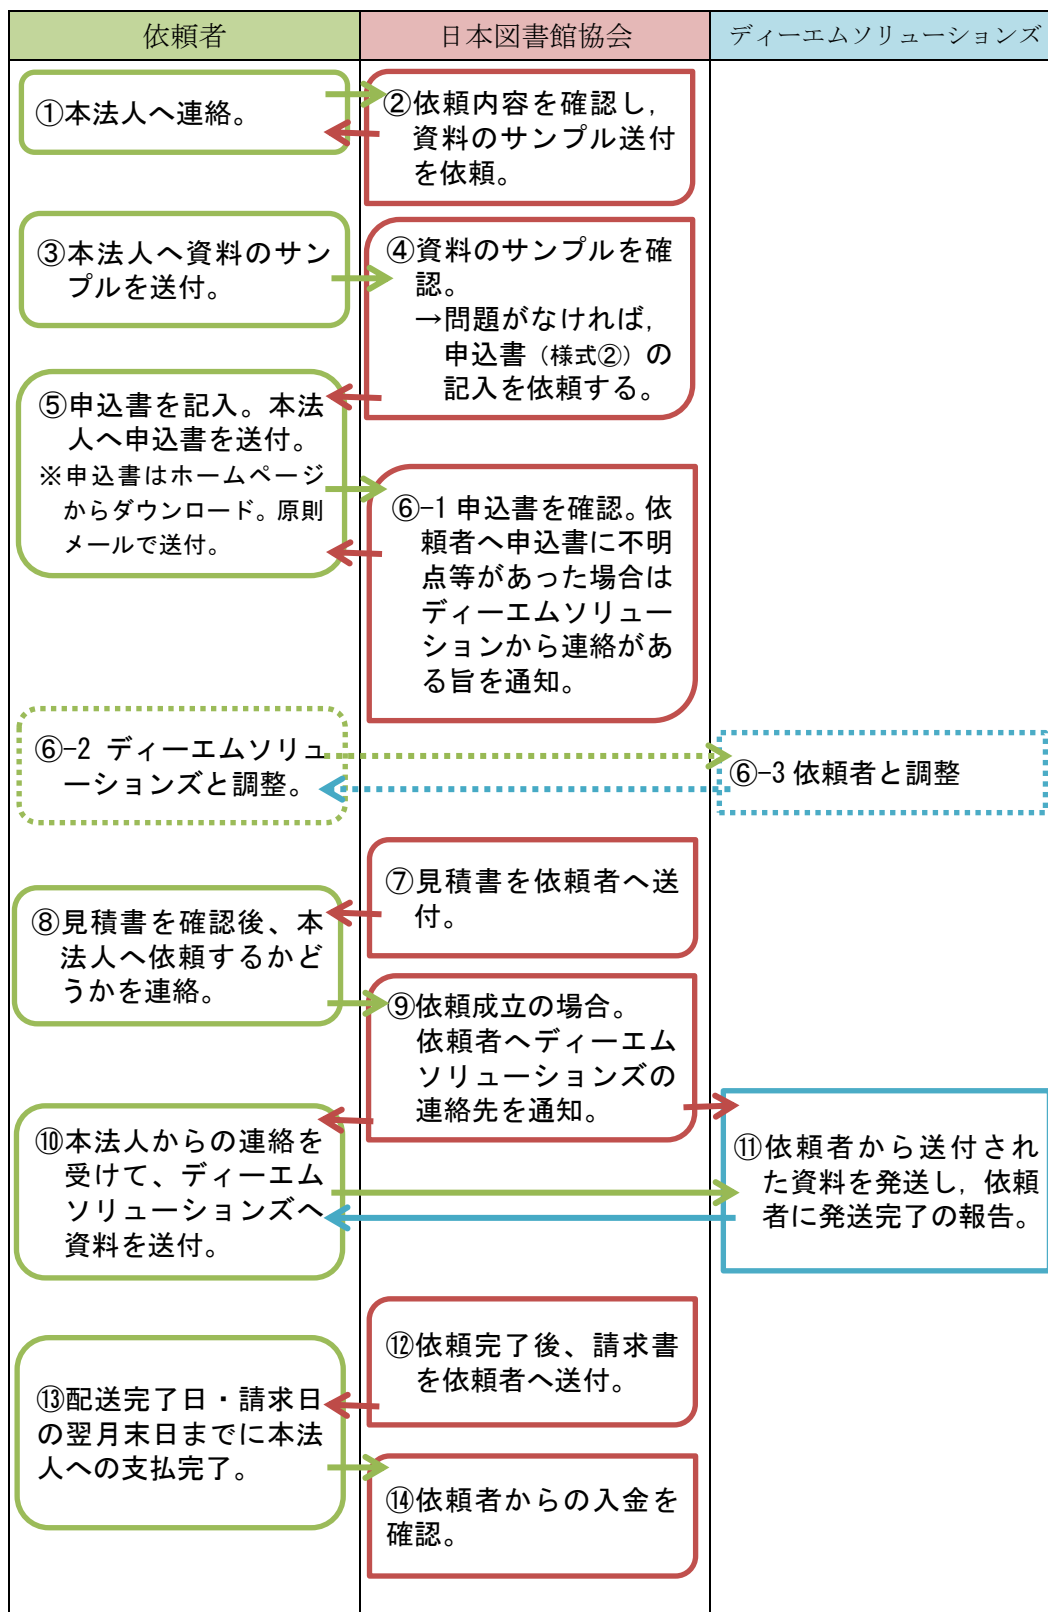 依頼者
日本図書館協会
ディーエムソリューションズ
①本法人へ連絡。
②依頼内容を確認し，
資料のサンプル送付
を依頼。
③本法人へ資料のサン
プルを送付。
④資料のサンプルを確
認。
→問題がなければ，
申込書（様式②）の
記入を依頼する。
⑤申込書を記入。本法
人へ申込書を送付。
※申込書はホームページ
からダウンロード。原則
メールで送付。
⑥-1 申込書を確認。依
頼者へ申込書に不明
点等があった場合は
ディーエムソリュー
ションから連絡があ
る旨を通知。
⑥-2 ディーエムソリュ
ーションズと調整。
⑥-3 依頼者と調整
⑦見積書を依頼者へ送
付。
⑧見積書を確認後、本
法人へ依頼するかど
うかを連絡。
⑨依頼成立の場合。
依頼者へディーエム
ソリューションズの
連絡先を通知。
⑩本法人からの連絡を
受けて、ディーエム
ソリューションズへ
資料を送付。
⑪依頼者から送付され
た資料を発送し，依頼
者に発送完了の報告。
⑫依頼完了後、請求書
を依頼者へ送付。
⑬配送完了日・請求日
の翌月末日までに本法
人への支払完了。
⑭依頼者からの入金を
確認。